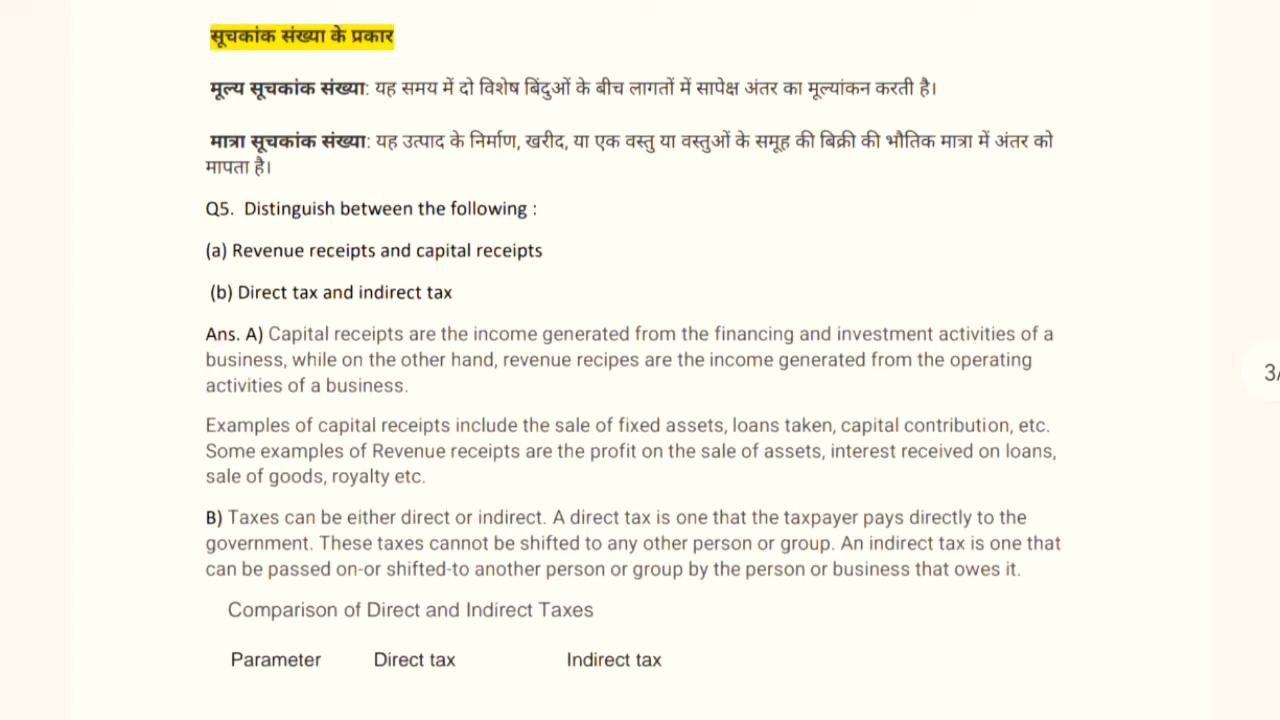 सूचकांक संख्या के प्रकार
मूल्य सूचकांक संख्या: यह समय में दो विशेष बिंदुओं के बीच लागतों में सापेक्ष अंतर का मूल्यांकन करती है।
मात्रा सूचकांक संख्या: यह उत्पाद के निर्माण, खरीद, या एक वस्तु या वस्तुओं के समूह की बिक्री की भौतिक मात्रा में अंतर को
मापता है।
Q5. Distinguish between the following :
(a) Revenue receipts and capital receipts
(b) Direct tax and indirect tax
Ans. A) Capital receipts are the income generated from the financing and investment activities of a
business, while on the other hand, revenue recipes are the income generated from the operating
activities of a business.
Examples of capital receipts include the sale of fixed assets, loans taken, capital contribution, etc.
Some examples of Revenue receipts are the profit on the sale of assets, interest received on loans,
sale of goods, royalty etc.
B) Taxes can be either direct or indirect. A direct tax is one that the taxpayer pays directly to the
government. These taxes cannot be shifted to any other person or group. An indirect tax is one that
can be passed on-or shifted-to another person or group by the person or business that owes it.
Comparison of Direct and Indirect Taxes
Parameter Direct tax Indirect tax
3/